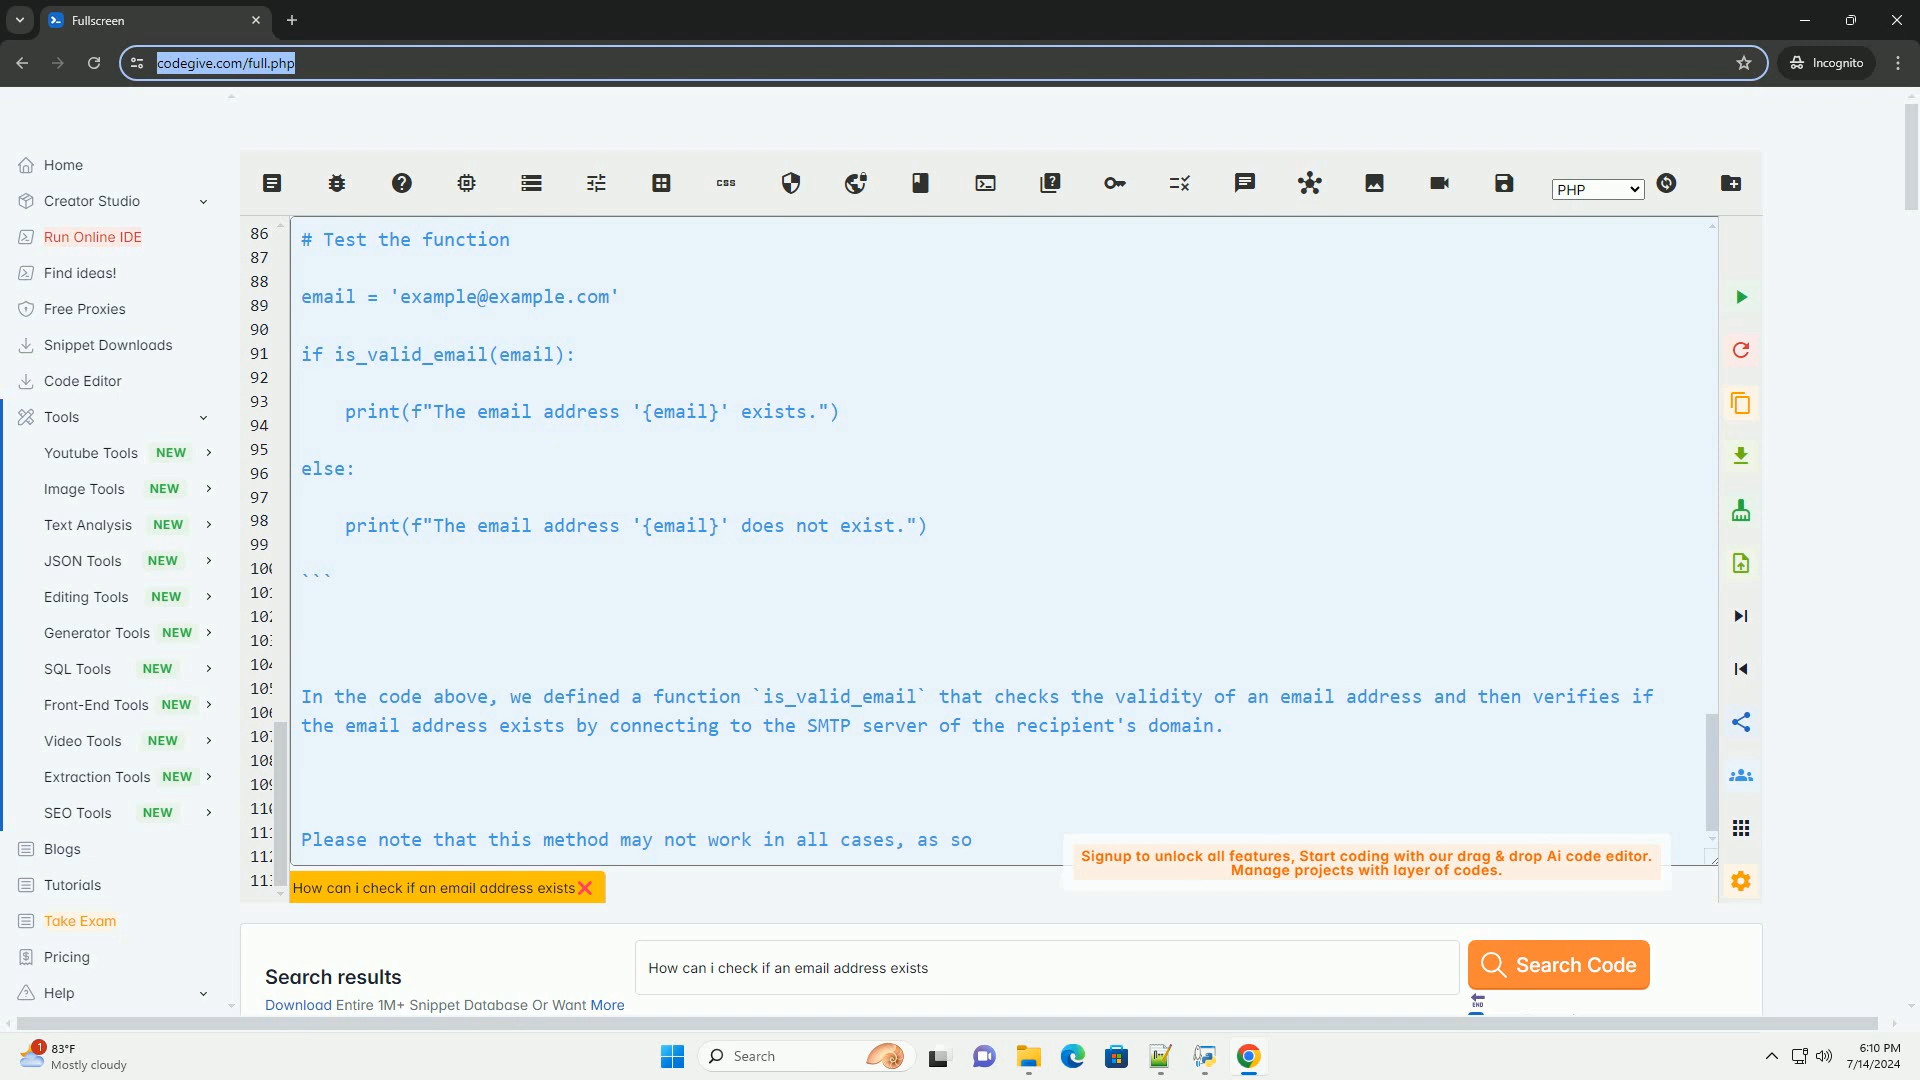 Fullscreen
codegive.com/full.php
Incognito
Home
Creator Studio
Run Online IDE
Find ideas!
Free Proxies
Snippet Downloads
Code Editor
Tools
Youtube Tools NEW
Image Tools NEW
Text Analysis NEW
JSON Tools NEW
Editing Tools NEW
Generator Tools NEW
SQL Tools NEW
Front-End Tools NEW
Video Tools NEW
Extraction Tools NEW
SEO Tools NEW
Blogs
Tutorials
Take Exam
Pricing
Help
css
PHP
86
87
88
89
90
91
92
93
94
95
96
97
98
99
# Test the function
email = 'example@example.com'
if is_valid_email(email):
print(f"The email address '{email}' exists.")
else:
print(f"The email address '{email}' does not exist.")
```
In the code above, we defined a function `is_valid_email` that checks the validity of an email address and then verifies if
the email address exists by connecting to the SMTP server of the recipient's domain.
Please note that this method may not work in all cases, as so
Signup to unlock all features, Start coding with our drag & drop Ai code editor.
Manage projects with layer of codes.
How can i check if an email address exists❌
Search results
Download Entire 1M+ Snippet Database Or Want More
How can i check if an email address exists
Search Code
END
1
83°F
Mostly cloudy
Search
6:10 PM
7/14/2024